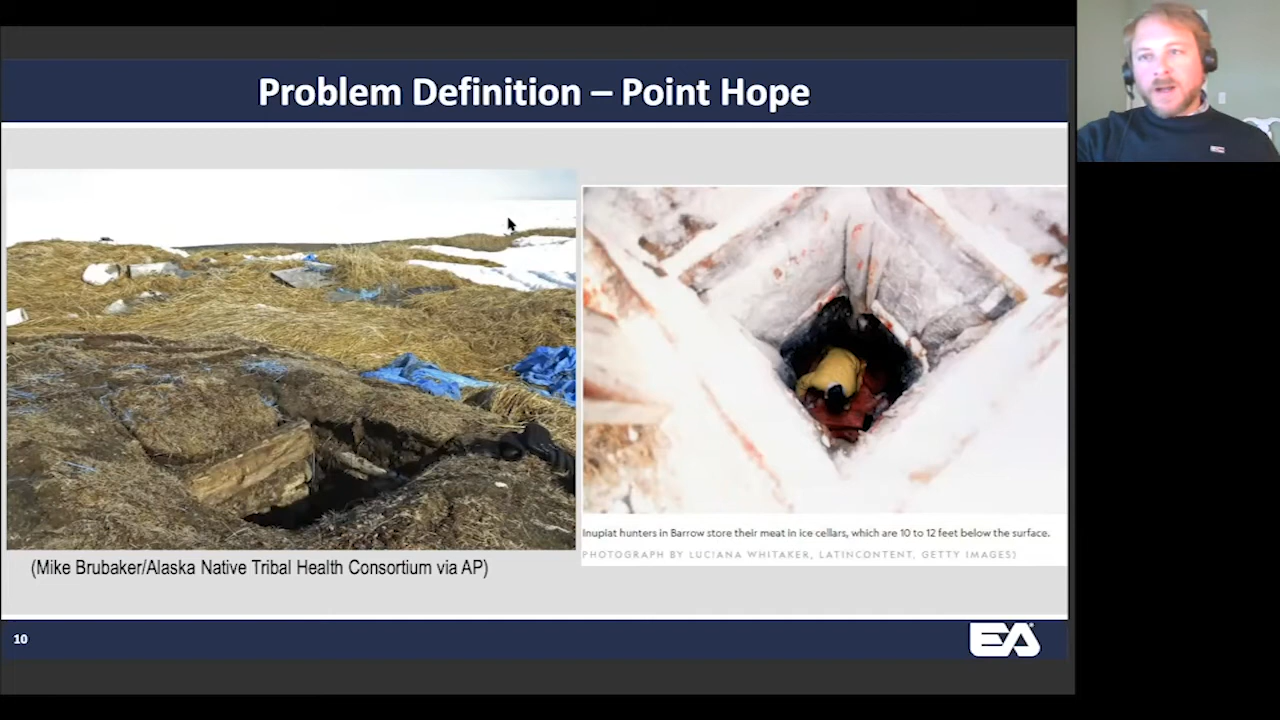 Problem Definition – Point Hope
Inupiat hunters in Barrow store their meat in ice cellars, which are 10 to 12 feet below the surface.
PHOTOGRAPH BY LUCIANA WHITAKER, LATINCONTENT, GETTY IMAGES)
(Mike Brubaker/Alaska Native Tribal Health Consortium via AP)
10
EA